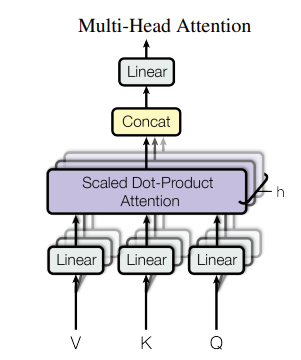 Multi-Head Attention
Linear
Concat
Scaled Dot-Product
Attention
h
Linear Linear Linear
V K Q